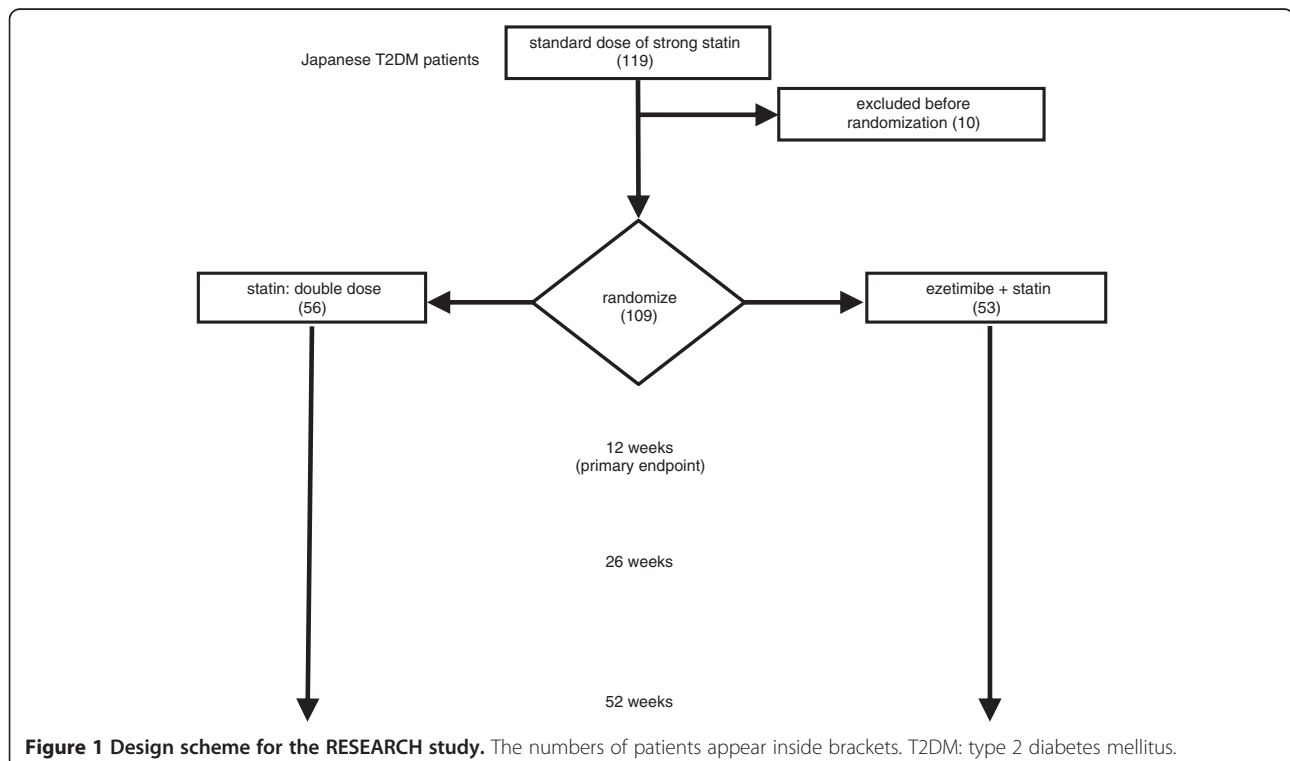 standard dose of strong statin
(119)
Japanese T2DM patients
excluded before
randomization (10)
statin: double dose
(56)
randomize
(109)
ezetimibe + statin
(53)
12 weeks
(primary endpoint)
26 weeks
52 weeks
Figure 1 Design scheme for the RESEARCH study. The numbers of patients appear inside brackets. T2DM: type 2 diabetes mellitus.